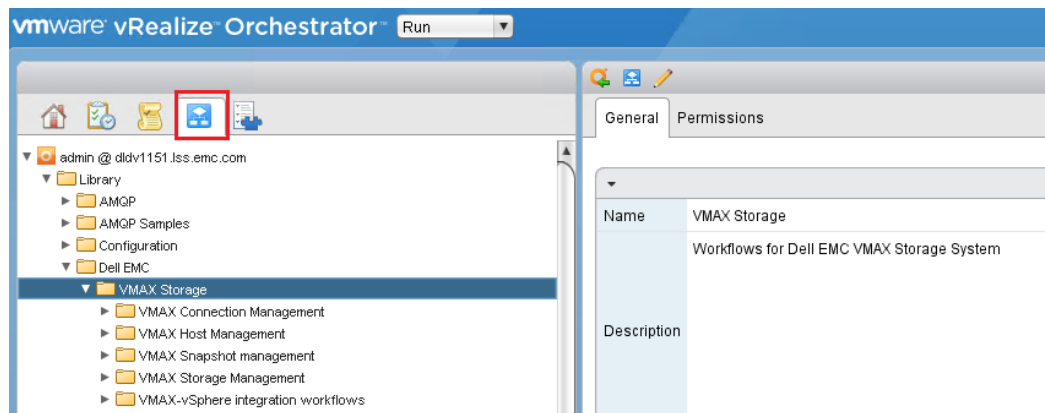 vmware vRealize™ Orchestrator™ Run
General Permissions
admin @ dldv1151.lss.emc.com
Library
AMQP
AMQP Samples
Configuration
Dell EMC
VMAX Storage
VMAX Connection Management
VMAX Host Management
VMAX Snapshot management
VMAX Storage Management
VMAX-vSphere integration workflows
Name VMAX Storage
Description Workflows for Dell EMC VMAX Storage System